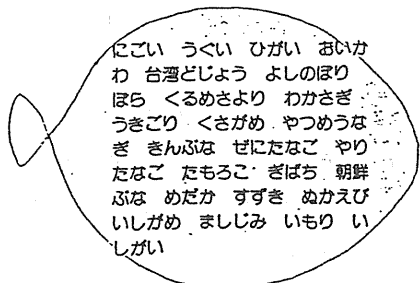 にごい　うぐい　ひがい　おいか
わ　台湾どじょう　よしのぼり
ぼら　くるめさより　わかさぎ
うきごり　くさがめ　やつめうな
ぎ　きんぶな　ぜにたなご　やり
たなご　たもろこ　ぎばち　朝鮮
ぶな　めだか　すずき　ぬかえび
いしがめ　ましじみ　いもり　い
しがい